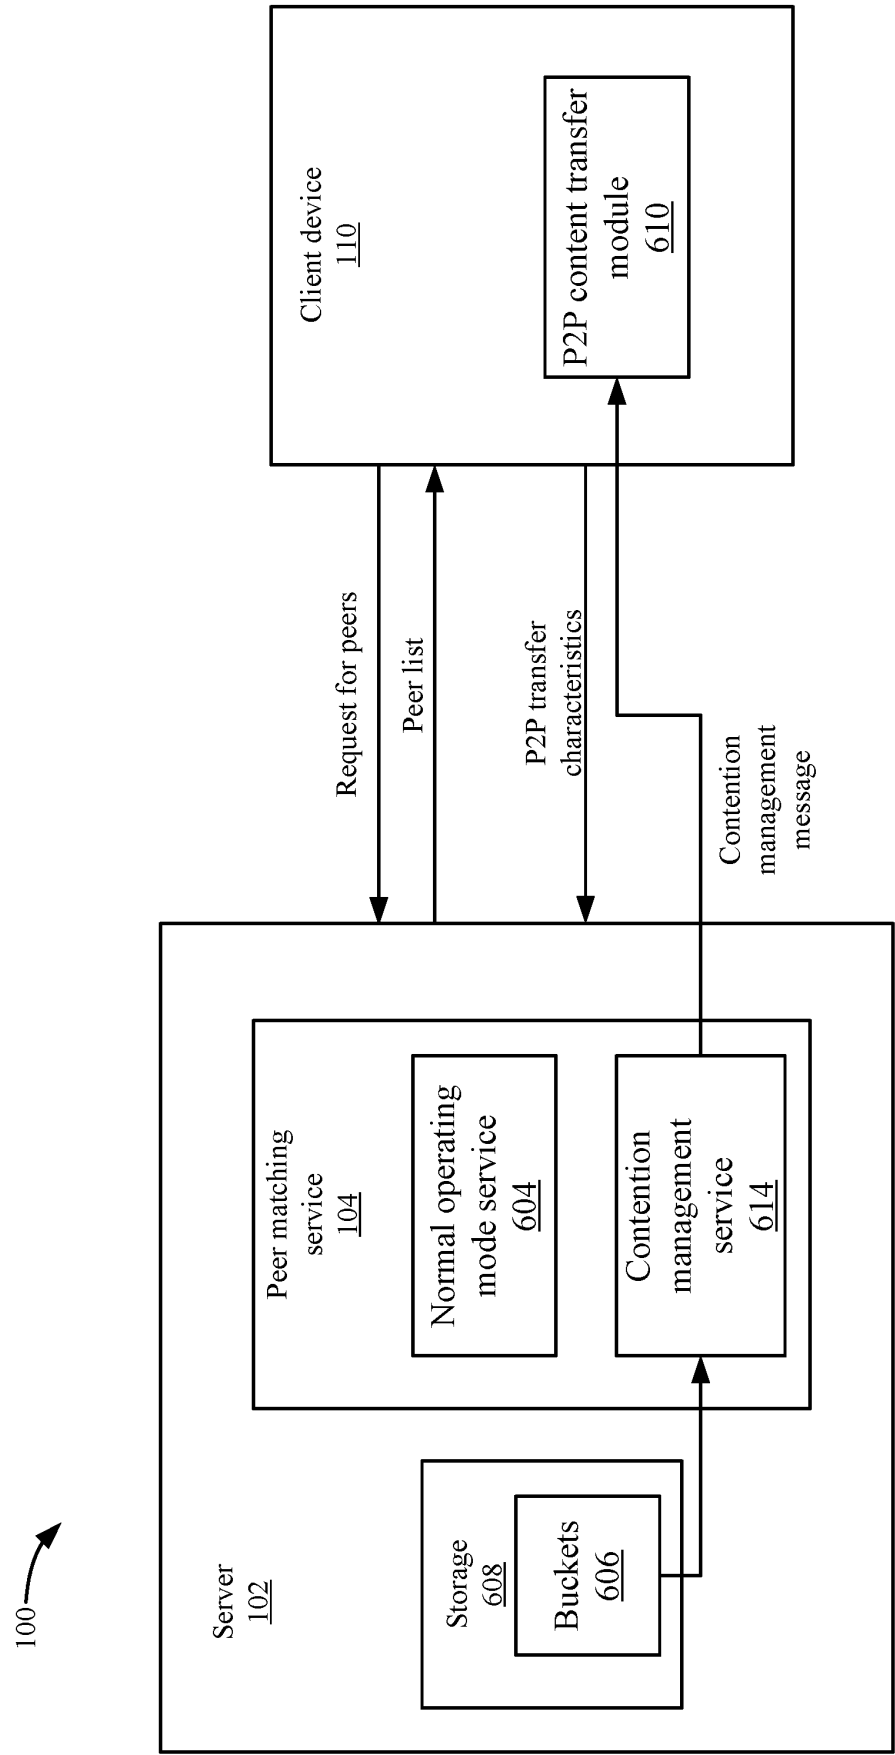 100
Server
102
Storage
608
Buckets
606
Peer matching
service
104
Normal operating
mode service
604
Contention
management
service
614
Request for peers
Peer list
P2P transfer
characteristics
Contention
management
message
Client device
110
P2P content transfer
module
610